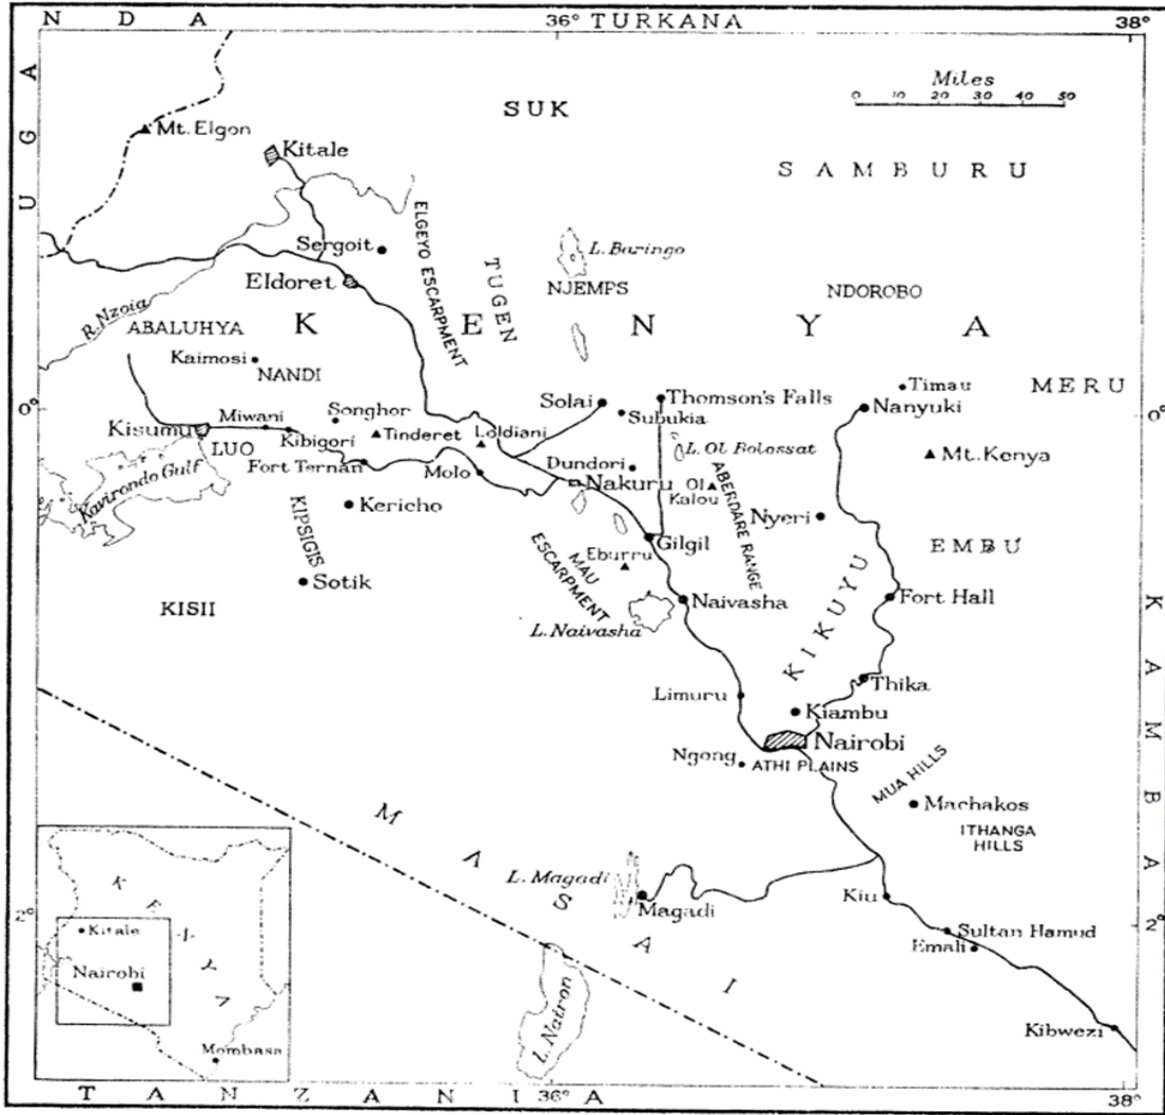 N D A
36° TURKANA
38°
U G A
Miles
0 10 20 30 40 50
SUK
Mt. Elgon
Kitale
SAMBURU
ELGEYO ESCARPMENT
Sergoit
L. Baringo
TUGEN
Eldoret
NJEMPS
NDOROBO
R. Nzoia
ABALUHYA
K E N Y A
Kaimosi
NANDI
Timau
MERU
0°
Solai
Thomson's Falls
Nanyuki
0°
Miwani
Songhor
Subukia
Kisumu
Kibigori
Tinderet
Loldiani
LUO
L. Ol Bolossat
Mt. Kenya
Fort Ternan
Molo
Dundori
Kavirondo Gulf
Nakuru
Ol Kalou
ABERDARE RANGE
KIPSIGIS
Kericho
Nyeri
Gilgil
EMBU
Eburru
MAU ESCARPMENT
Sotik
KISII
Naivasha
Fort Hall
L. Naivasha
KIKUYU
KAMBA
Limuru
Thika
Kiambu
Nairobi
Ngong
ATHI PLAINS
MUA HILLS
Machakos
ITHANGA
HILLS
MASAI
L. Magadi
Magadi
Kiu
2°
2°
Sultan Hamud
Emali
L. Natron
Kibwezi
KENYA
Kitale
Nairobi
Mombasa
TANZANIA
36°
38°